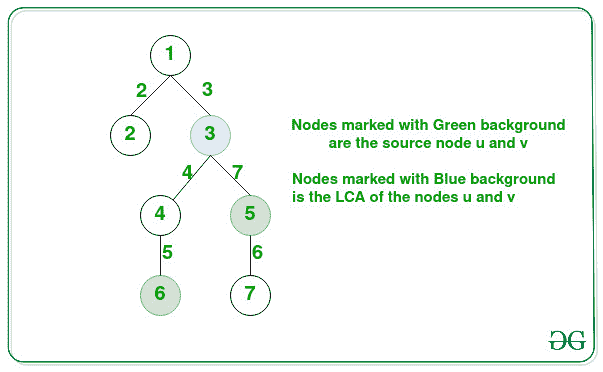 1
2 3
2 3
Nodes marked with Green background
are the source node u and v
4 7
Nodes marked with Blue background
is the LCA of the nodes u and v
4 5
5 6
6 7